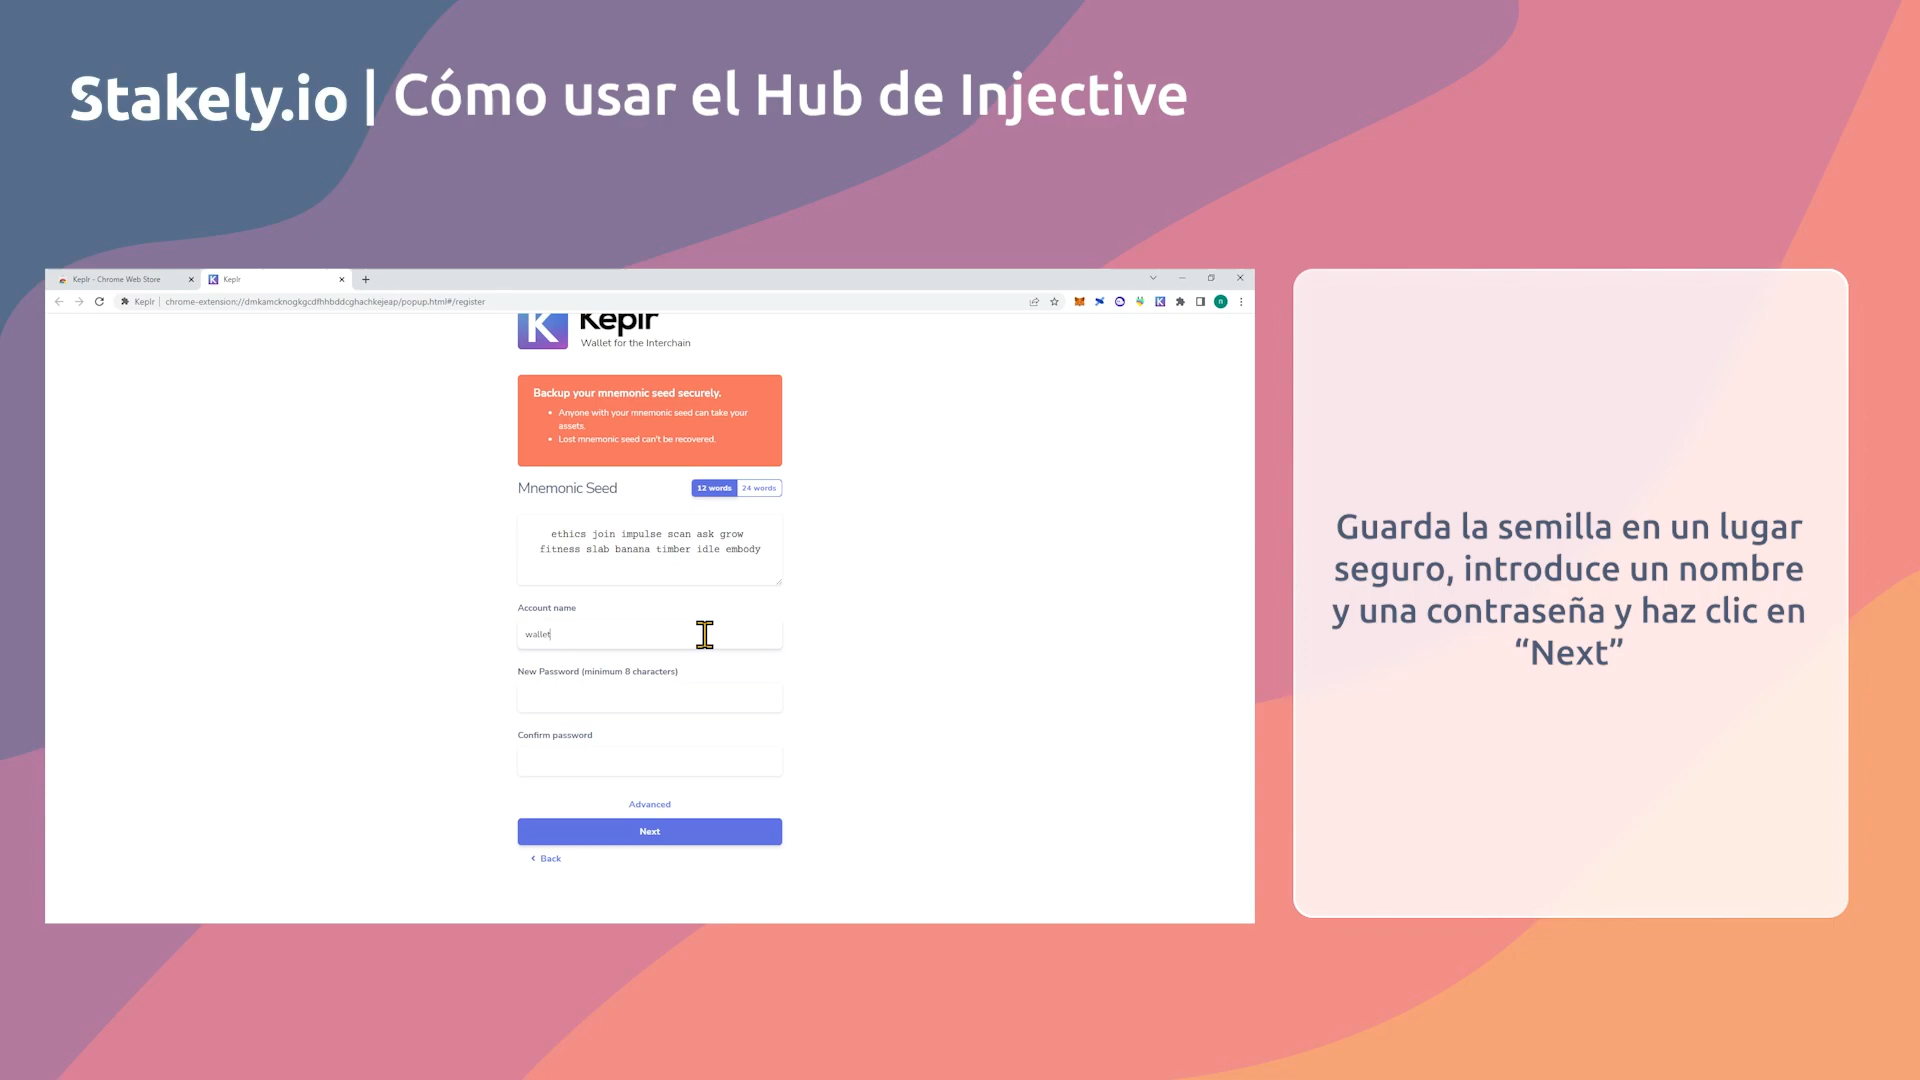 Stakely.io | Cómo usar el Hub de Injective
Keplr - Chrome Web Store
Keplr
Keplr | chrome-extension://dmkamcknogkgcdfhhbddcghachkejeap/popup.html#/register
K Keplr
Wallet for the Interchain
Backup your mnemonic seed securely.
• Anyone with your mnemonic seed can take your
assets.
• Lost mnemonic seed can't be recovered.
Mnemonic Seed
12 words 24 words
ethics join impulse scan ask grow
fitness slab banana timber idle embody
Account name
wallet
New Password (minimum 8 characters)
Confirm password
Advanced
Next
Back
Guarda la semilla en un lugar
seguro, introduce un nombre
y una contraseña y haz clic en
“Next”